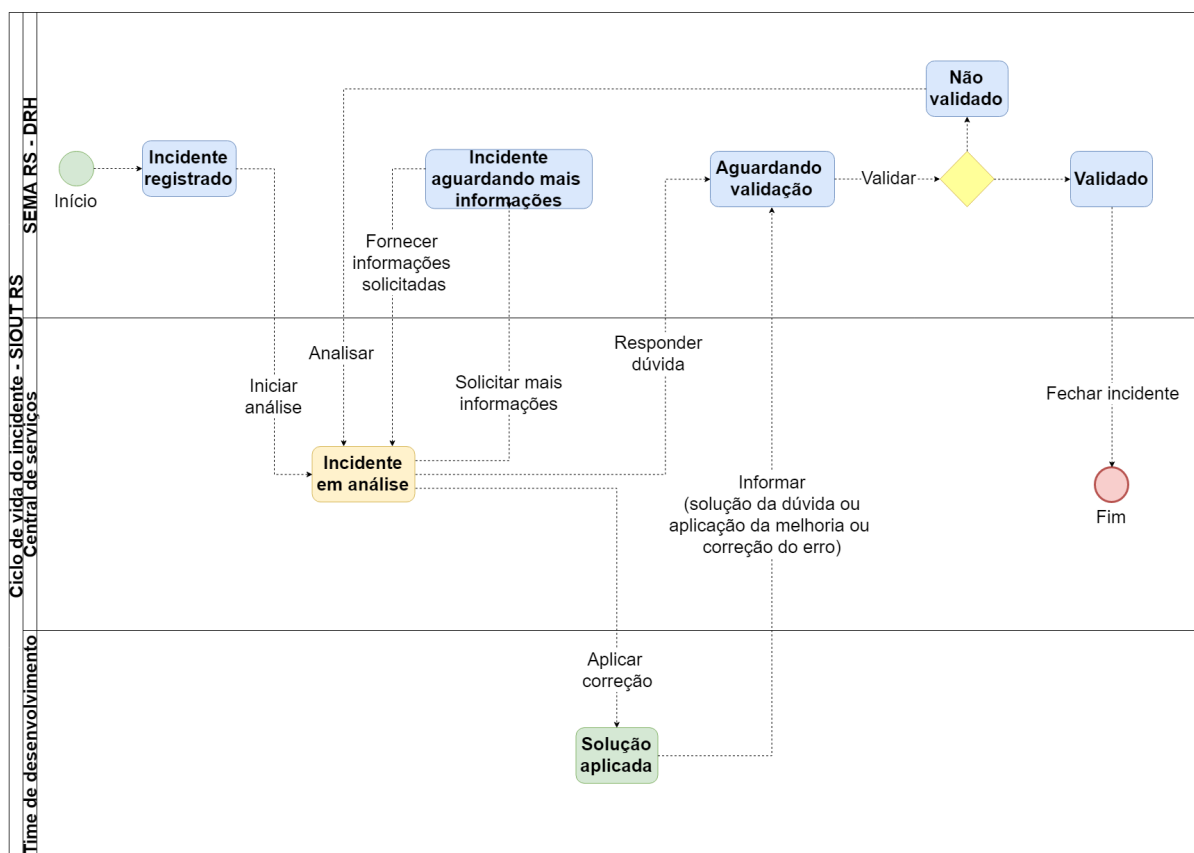 Ciclo de vida do incidente - SIOUT RS
SEMA RS - DRH
Início
Incidente
registrado
Incidente
aguardando mais
informações
Aguardando
validação
Validar
Não
validado
Validado
Fornecer
informações
solicitadas
Central de serviços
Iniciar
análise
Analisar
Solicitar mais
informações
Responder
dúvida
Incidente
em análise
Informar
(solução da dúvida ou
aplicação da melhoria ou
correção do erro)
Fechar incidente
Fim
Time de desenvolvimento
Aplicar
correção
Solução
aplicada